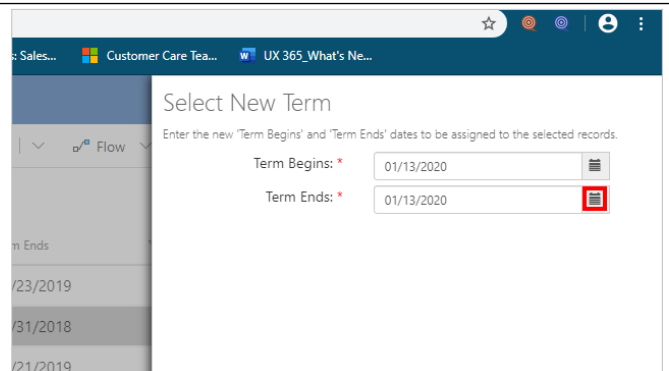 s: Sales... Customer Care Tea... UX 365_What's Ne...
Select New Term
Enter the new 'Term Begins' and 'Term Ends' dates to be assigned to the selected records.
Flow
Term Begins: *
01/13/2020
Term Ends: *
01/13/2020
m Ends
/23/2019
/31/2018
/21/2019